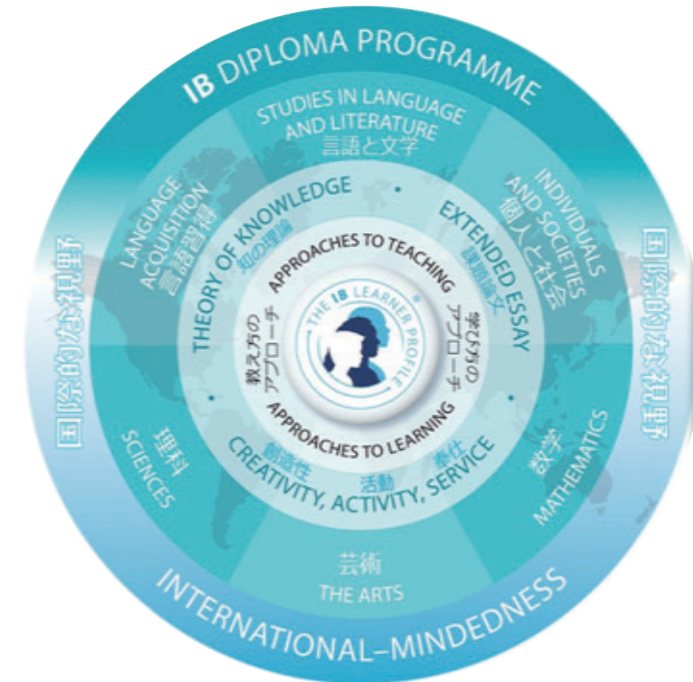 IB DIPLOMA PROGRAMME
STUDIES IN LANGUAGE
AND LITERATURE
言語と文学
LANGUAGE
ACQUISITION
言語習得
INDIVIDUALS
AND SOCIETIES
個人と社会
国際的な視野
国際的な視野
THEORY OF KNOWLEDGE
知の理論
EXTENDED ESSAY
課題論文
APPROACHES TO TEACHING
教え方の
アプローチ
学び方の
アプローチ
THE IB LEARNER PROFILE
®
APPROACHES TO LEARNING
創造性
活動
奉仕
CREATIVITY, ACTIVITY, SERVICE
理科
SCIENCES
数学
MATHEMATICS
芸術
THE ARTS
INTERNATIONAL–MINDEDNESS